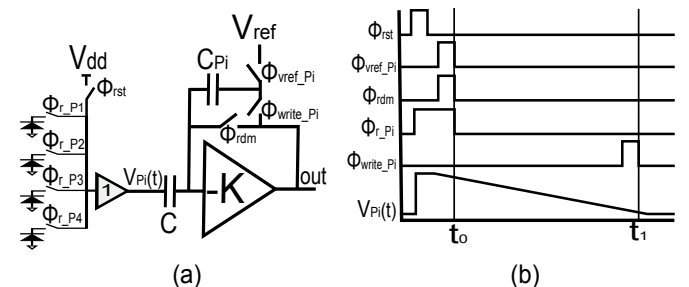 Vdd
Φrst
Φr_P1
Φr_P2
Φr_P3
Φr_P4
1
VPi(t)
C
CPi
Vref
Φvref_Pi
Φwrite_Pi
Φrdm
-K
out
(a)
Φrst
Φvref_Pi
Φrdm
Φr_Pi
Φwrite_Pi
VPi(t)
t0
t1
(b)